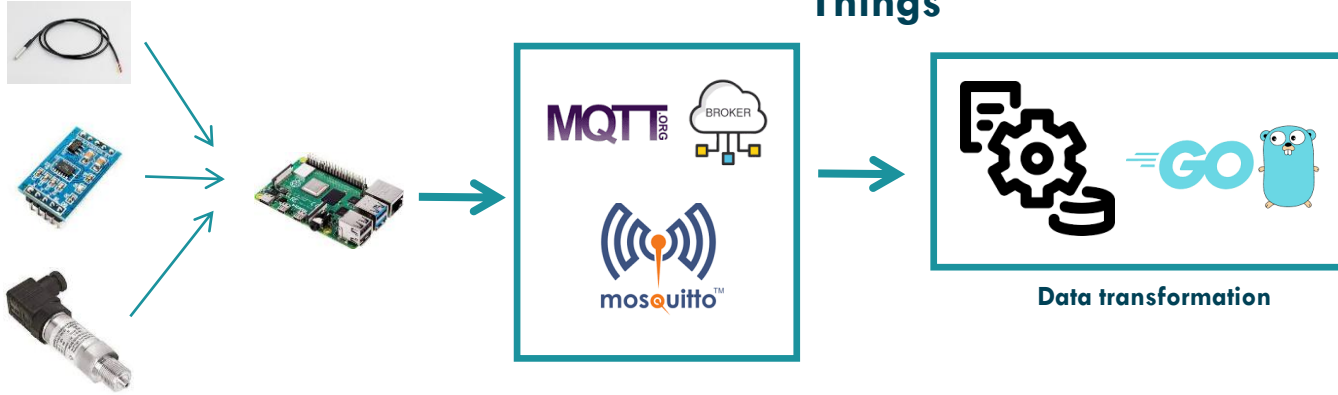 Things
MQTT.ORG
BROKER
GO
mosquitto™
Data transformation